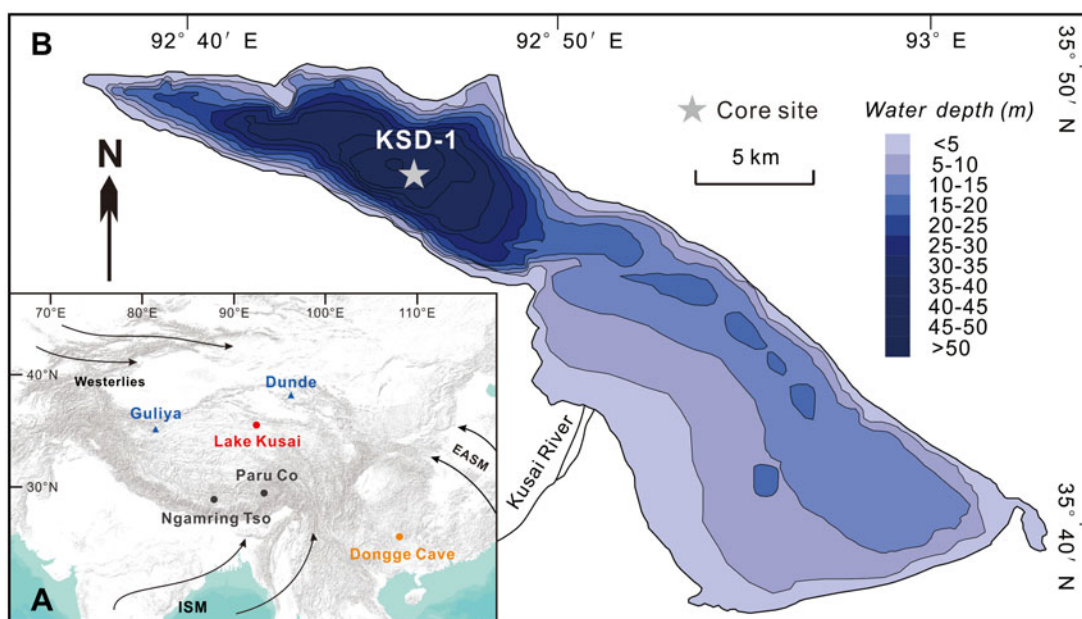 B
92° 40′ E
92° 50′ E
93° E
35° 50′ N
KSD-1
Core site
5 km
Water depth (m)
<5
5-10
10-15
15-20
20-25
25-30
30-35
35-40
40-45
45-50
>50
N
Kusai River
35° 40′ N
70°E
80°E
90°E
100°E
110°E
40°N
30°N
Westerlies
Dunde
Guliya
Lake Kusai
EASM
Paru Co
Ngamring Tso
Dongge Cave
ISM
A